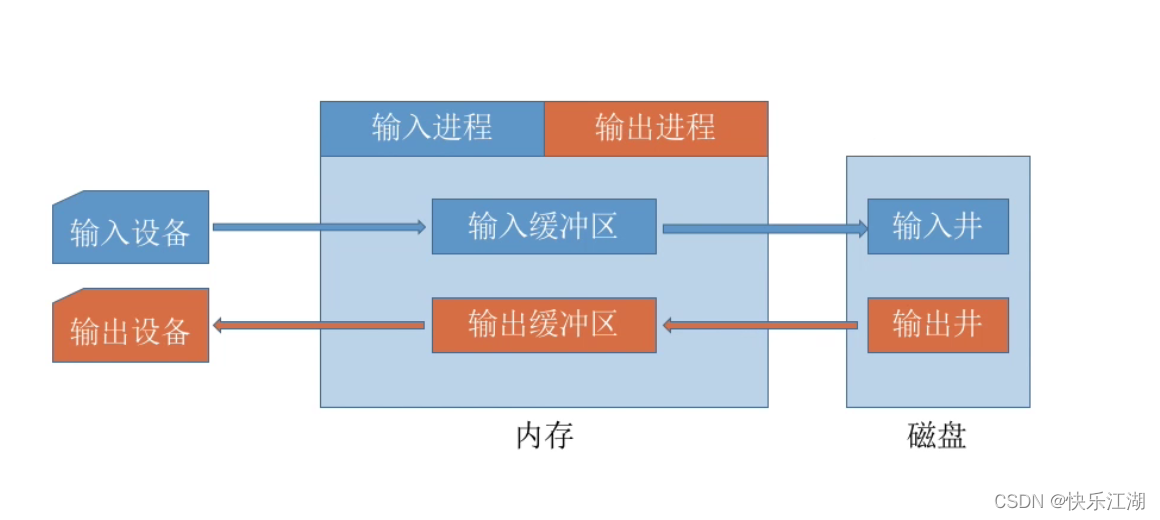 输入进程
输出进程
输入设备
输入缓冲区
输入井
输出设备
输出缓冲区
输出井
内存
磁盘
CSDN @快乐江湖